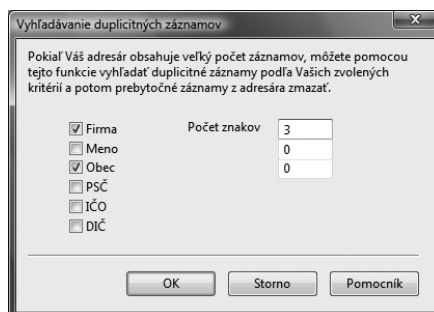 Vyhľadávanie duplicitných záznamov
Pokiaľ Váš adresár obsahuje veľký počet záznamov, môžete pomocou
tejto funkcie vyhľadať duplicitné záznamy podľa Vašich zvolených
kritérií a potom prebytočné záznamy z adresára zmazať.
Firma Počet znakov 3
Meno 0
Obec 0
PSČ
IČO
DIČ
OK Storno Pomocník